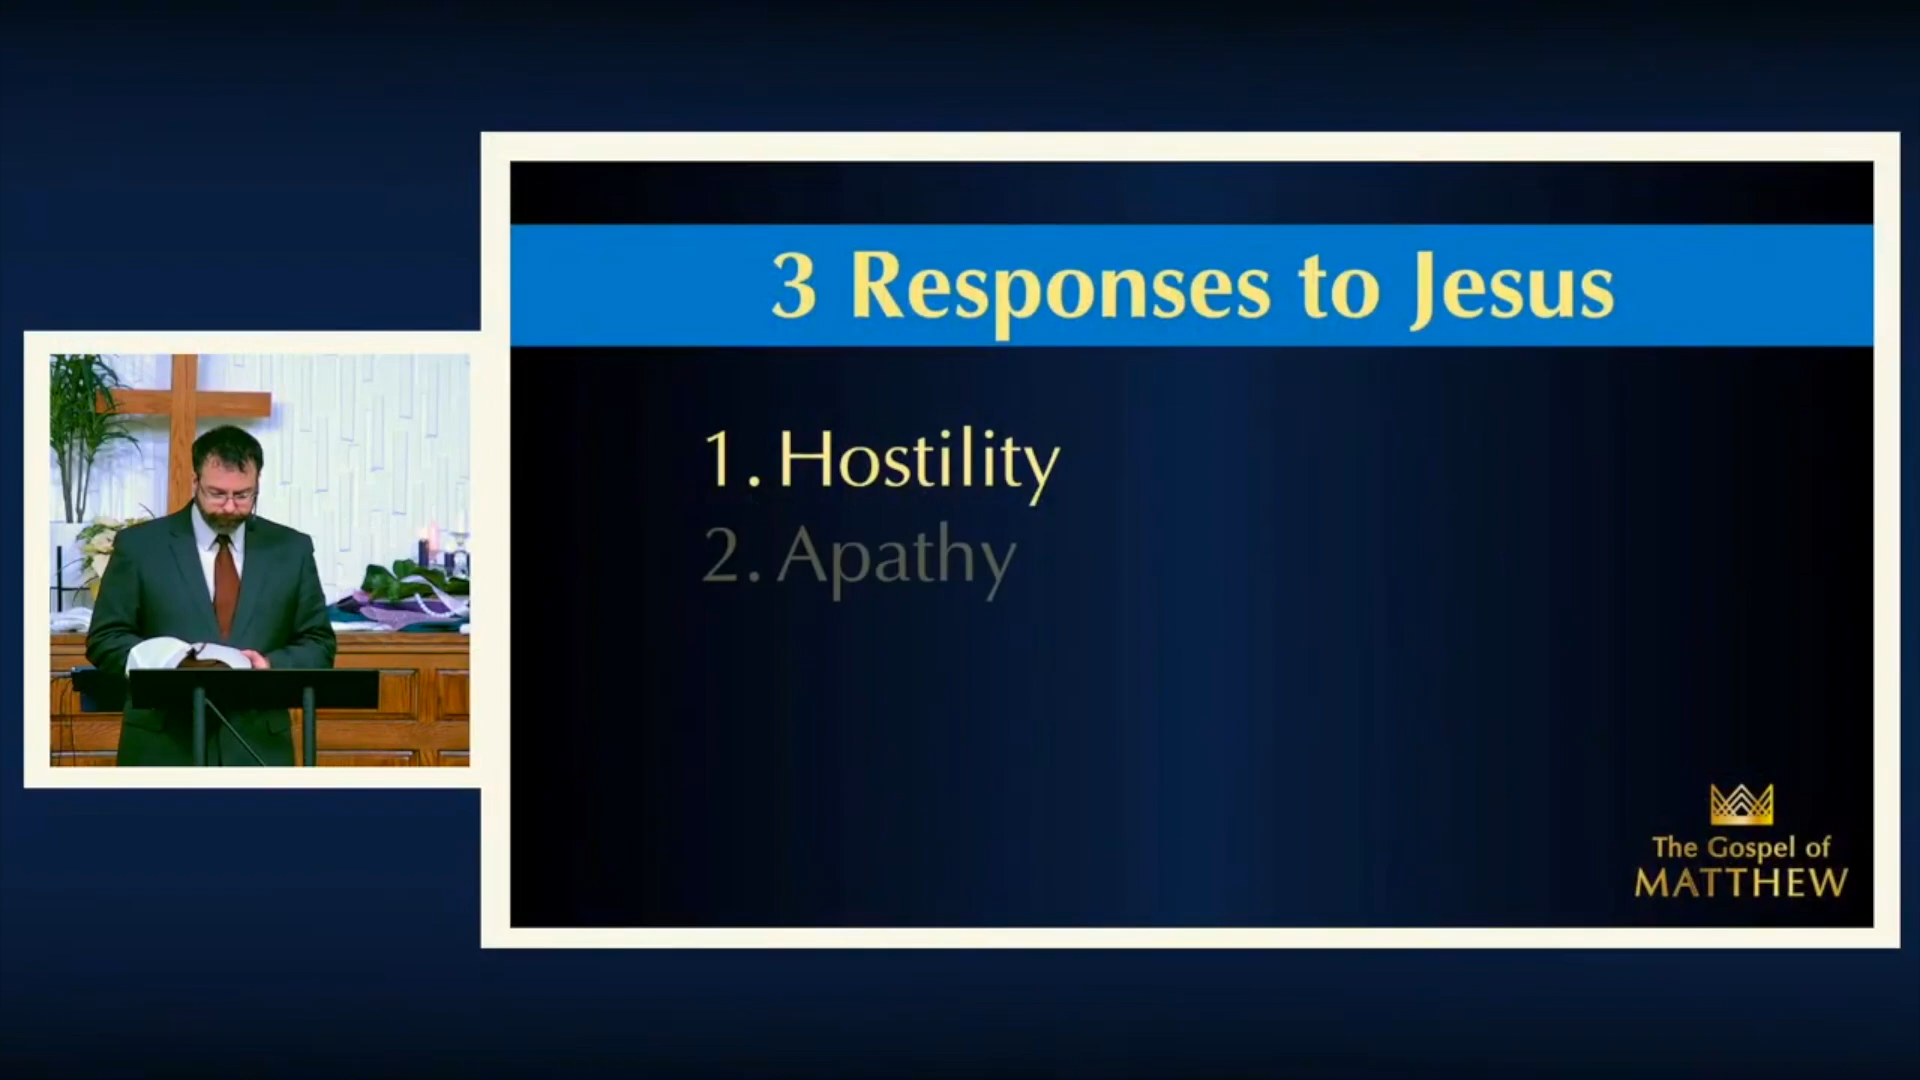 3 Responses to Jesus
1. Hostility
2. Apathy
The Gospel of
MATTHEW